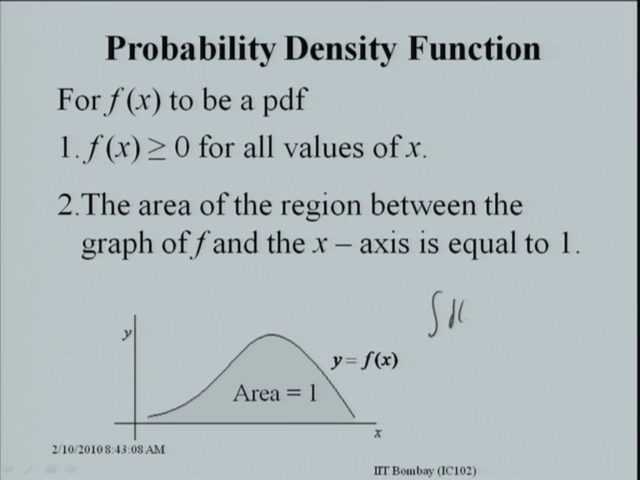 Probability Density Function
For f (x) to be a pdf
1. f (x) ≥ 0 for all values of x.
2.The area of the region between the
graph of f and the x – axis is equal to 1.
∫
y
y = f(x)
Area = 1
x
2/10/2010 8:43:08 AM
IIT Bombay (IC102)